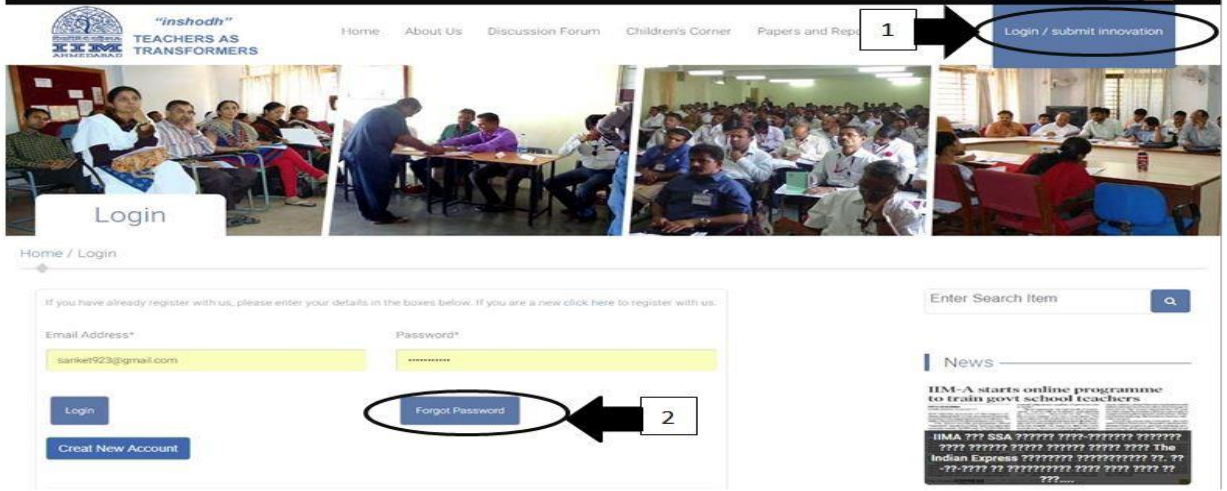 "inshodh"
TEACHERS AS
TRANSFORMERS
IIM
AHMEDABAD
Home About Us Discussion Forum Children's Corner Papers and Repo
1
Login / submit innovation
Login
Home / Login
If you have already register with us, please enter your details in the boxes below. If you are a new click here to register with us.
Email Address* Password*
sanket923@gmail.com ···········
Login
Forgot Password
2
Creat New Account
Enter Search Item
News
IIM-A starts online programme
to train govt school teachers
IIMA ??? SSA ?????? ????-??????? ???????
???? ?????? ????? ?????? ????? ???? The
Indian Express ???????? ??????????? ??. ??
-??-???? ?? ?????????? ???? ???? ???? ??
???....